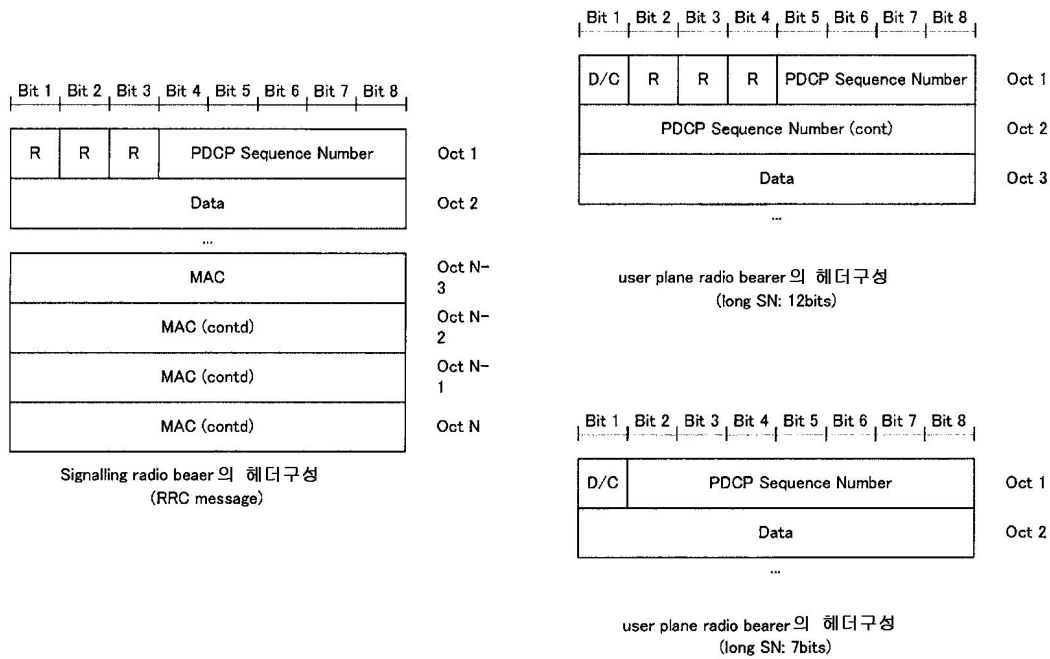 Bit 1 Bit 2 Bit 3 Bit 4 Bit 5 Bit 6 Bit 7 Bit 8
R R R PDCP Sequence Number Oct 1
Data Oct 2
...
MAC Oct N-
3
MAC (contd) Oct N-
2
MAC (contd) Oct N-
1
MAC (contd) Oct N
Signalling radio beaer의 헤더구성
(RRC message)
Bit 1 Bit 2 Bit 3 Bit 4 Bit 5 Bit 6 Bit 7 Bit 8
D/C R R R PDCP Sequence Number Oct 1
PDCP Sequence Number (cont) Oct 2
Data Oct 3
...
user plane radio bearer의 헤더구성
(long SN: 12bits)
Bit 1 Bit 2 Bit 3 Bit 4 Bit 5 Bit 6 Bit 7 Bit 8
D/C PDCP Sequence Number Oct 1
Data Oct 2
...
user plane radio bearer의 헤더구성
(long SN: 7bits)